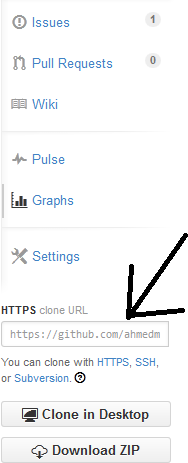 Issues 1
Pull Requests 0
Wiki
Pulse
Graphs
Settings
HTTPS clone URL
https://github.com/ahmedm
You can clone with HTTPS, SSH,
or Subversion. ?
Clone in Desktop
Download ZIP